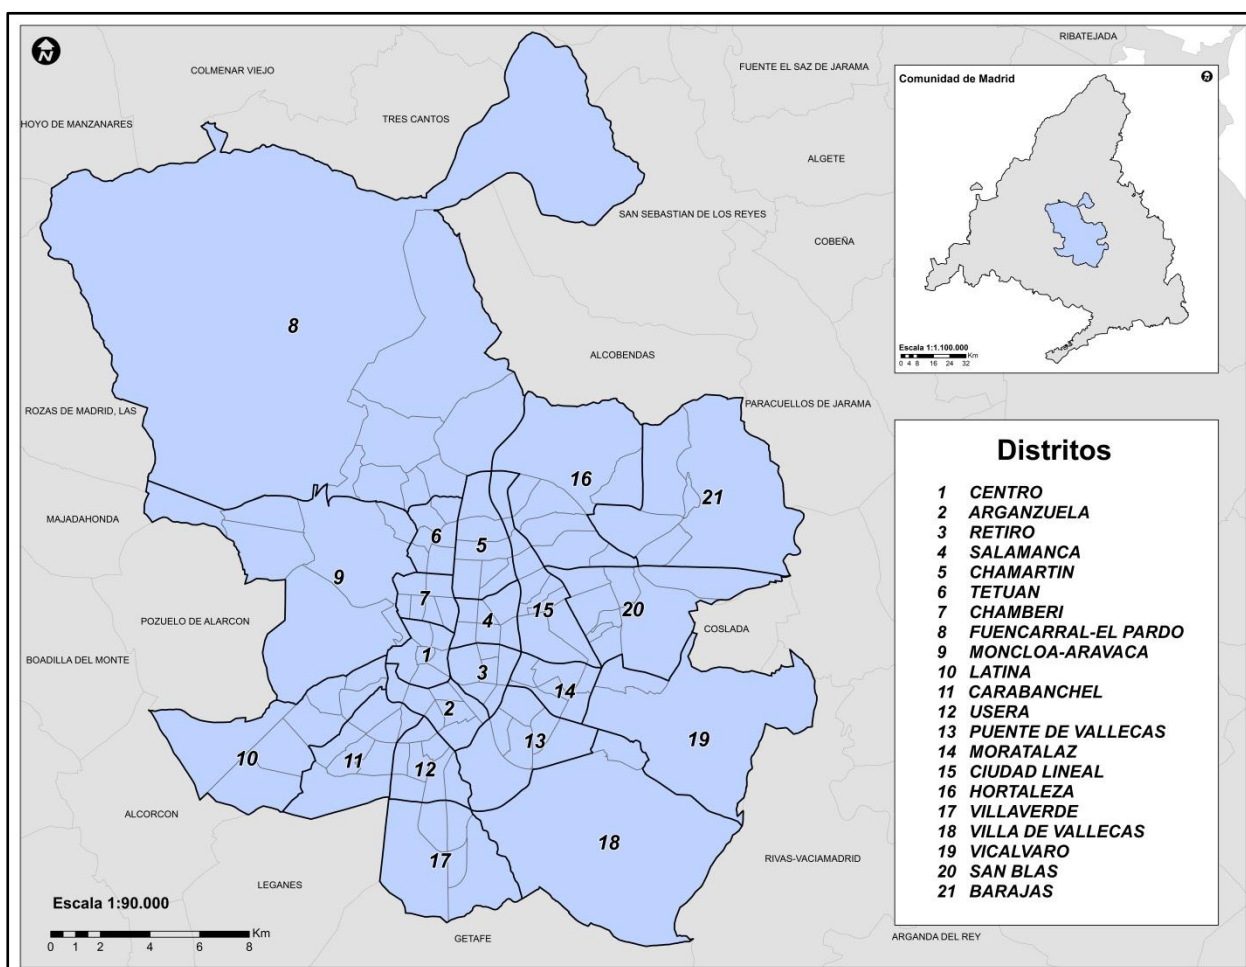 N
RIBATEJADA
COLMENAR VIEJO
FUENTE EL SAZ DE JARAMA
Comunidad de Madrid
N
HOYO DE MANZANARES
TRES CANTOS
ALGETE
SAN SEBASTIAN DE LOS REYES
COBEÑA
8
ALCOBENDAS
Escala 1:1.100.000
Km
0 4 8 16 24 32
ROZAS DE MADRID, LAS
PARACUELLOS DE JARAMA
16
21
MAJADAHONDA
6
5
9
7
4
15
20
POZUELO DE ALARCON
COSLADA
BOADILLA DEL MONTE
1
3
14
2
13
19
10
11
12
ALCORCON
18
17
RIVAS-VACIAMADRID
LEGANES
Escala 1:90.000
Km
0 1 2 4 6 8
GETAFE
ARGANDA DEL REY
Distritos
1 CENTRO
2 ARGANZUELA
3 RETIRO
4 SALAMANCA
5 CHAMARTIN
6 TETUAN
7 CHAMBERI
8 FUENCARRAL-EL PARDO
9 MONCLOA-ARAVACA
10 LATINA
11 CARABANCHEL
12 USERA
13 PUENTE DE VALLECAS
14 MORATALAZ
15 CIUDAD LINEAL
16 HORTALEZA
17 VILLAVERDE
18 VILLA DE VALLECAS
19 VICALVARO
20 SAN BLAS
21 BARAJAS